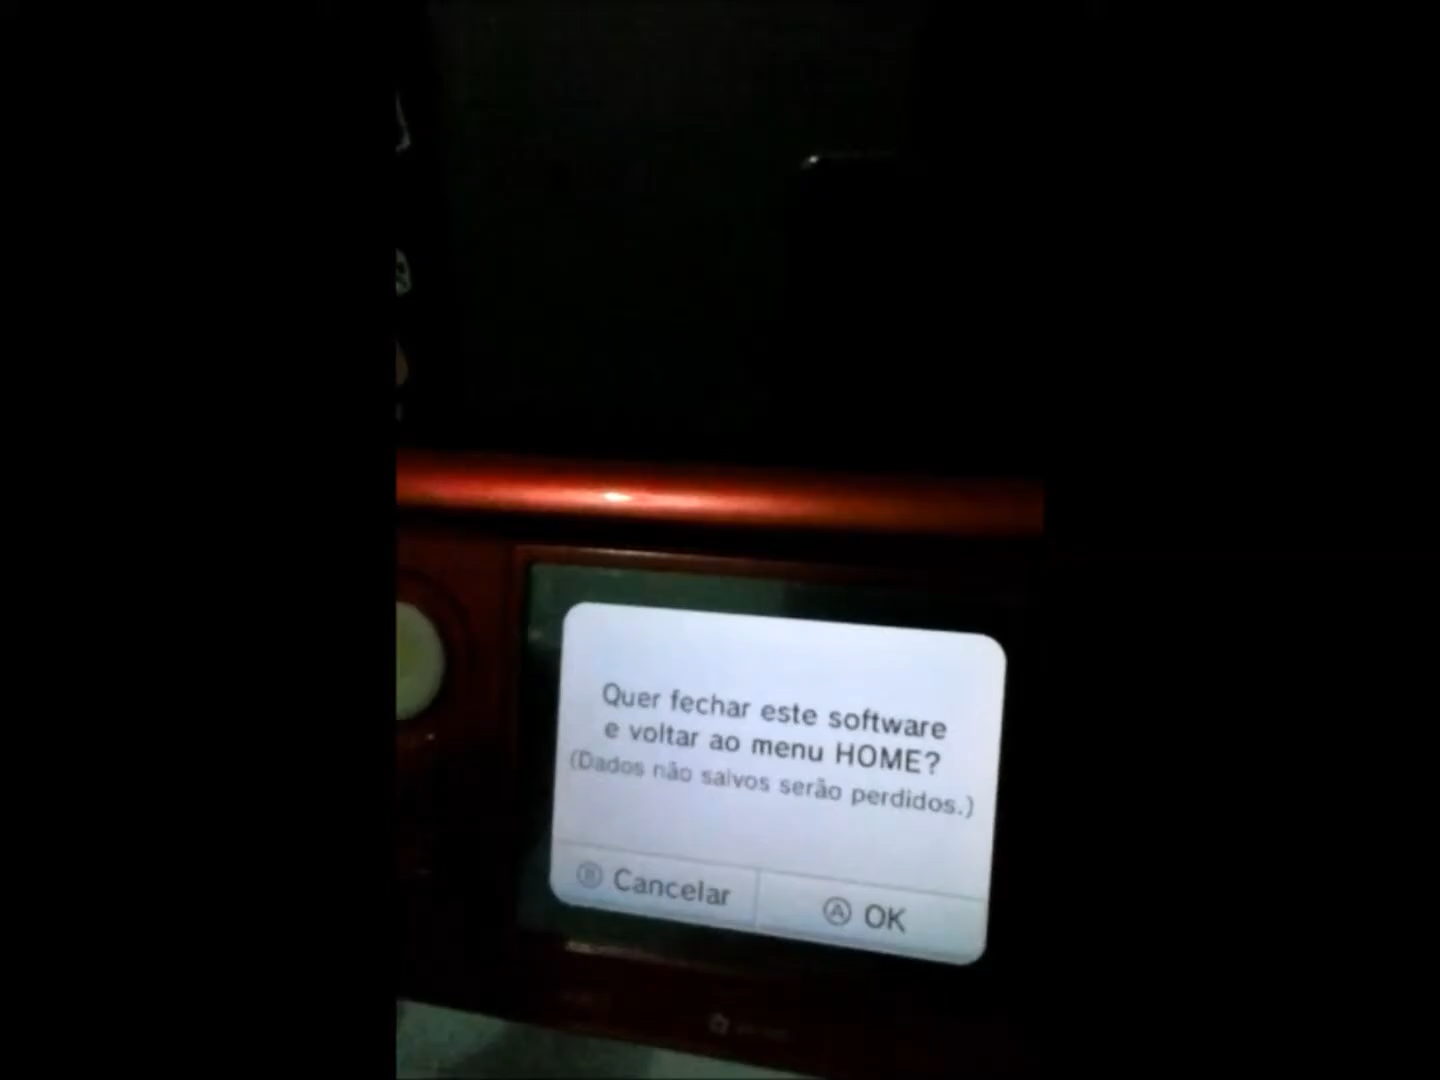 Quer fechar este software
e voltar ao menu HOME?
(Dados não salvos serão perdidos.)
Ⓑ Cancelar
Ⓐ OK